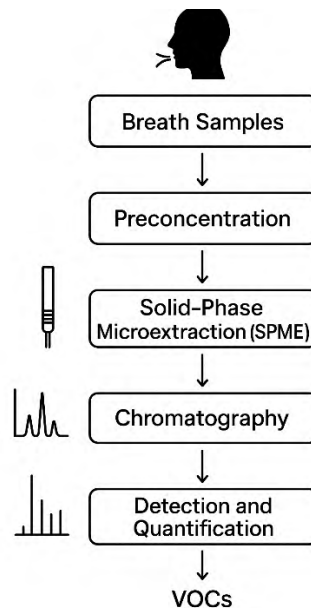 Breath Samples
Preconcentration
Solid-Phase
Microextraction (SPME)
Chromatography
Detection and
Quantification
VOCs